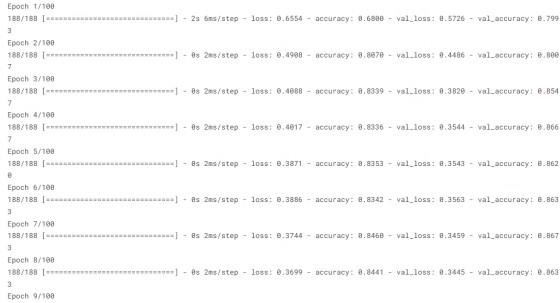 Epoch 1/100
188/188 [==============================] - 2s 6ms/step - loss: 0.6554 - accuracy: 0.6800 - val_loss: 0.5726 - val_accuracy: 0.799
3
Epoch 2/100
188/188 [==============================] - 0s 2ms/step - loss: 0.4908 - accuracy: 0.8070 - val_loss: 0.4486 - val_accuracy: 0.800
7
Epoch 3/100
188/188 [==============================] - 0s 2ms/step - loss: 0.4088 - accuracy: 0.8339 - val_loss: 0.3820 - val_accuracy: 0.854
7
Epoch 4/100
188/188 [==============================] - 0s 2ms/step - loss: 0.4017 - accuracy: 0.8336 - val_loss: 0.3544 - val_accuracy: 0.866
7
Epoch 5/100
188/188 [==============================] - 0s 2ms/step - loss: 0.3871 - accuracy: 0.8353 - val_loss: 0.3543 - val_accuracy: 0.862
0
Epoch 6/100
188/188 [==============================] - 0s 2ms/step - loss: 0.3886 - accuracy: 0.8342 - val_loss: 0.3563 - val_accuracy: 0.863
3
Epoch 7/100
188/188 [==============================] - 0s 2ms/step - loss: 0.3744 - accuracy: 0.8460 - val_loss: 0.3459 - val_accuracy: 0.867
3
Epoch 8/100
188/188 [==============================] - 0s 2ms/step - loss: 0.3699 - accuracy: 0.8441 - val_loss: 0.3445 - val_accuracy: 0.863
3
Epoch 9/100